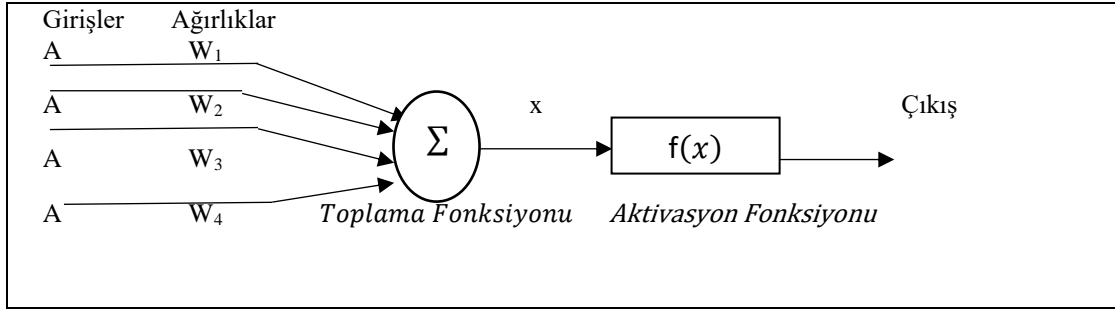 Girişler Ağırlıklar
A W₁
A W₂ x Çıkış
Σ f(x)
A W₃
A W₄ Toplama Fonksiyonu Aktivasyon Fonksiyonu